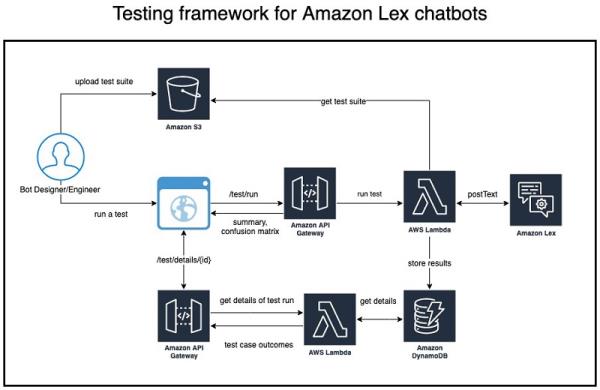 Testing framework for Amazon Lex chatbots
upload test suite
Amazon S3
get test suite
Bot Designer/Engineer
run a test
/test/run
summary,
confusion matrix
Amazon API
Gateway
run test
AWS Lambda
postText
Amazon Lex
/test/details/{id}
store results
Amazon API
Gateway
get details of test run
test case outcomes
AWS Lambda
get details
Amazon
DynamoDB